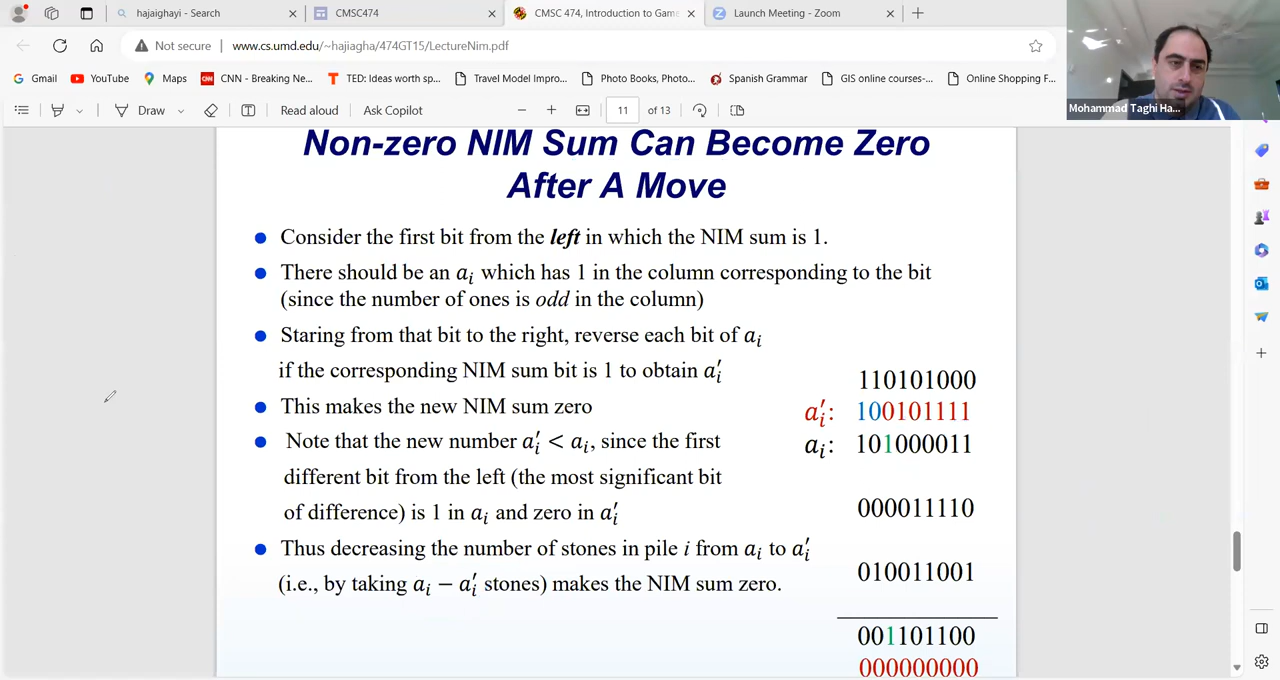 hajaighayi - Search
CMSC474
CMSC 474, Introduction to Game
Launch Meeting - Zoom
Not secure
www.cs.umd.edu/~hajiagha/474GT15/LectureNim.pdf
Gmail
YouTube
Maps
CNN - Breaking Ne...
TED: Ideas worth sp...
Travel Model Impro...
Photo Books, Photo...
Spanish Grammar
GIS online courses-...
Online Shopping F...
Mohammad Taghi Ha...
Draw
Read aloud
Ask Copilot
11 of 13
Non-zero NIM Sum Can Become Zero
After A Move
Consider the first bit from the left in which the NIM sum is 1.
There should be an aᵢ which has 1 in the column corresponding to the bit
(since the number of ones is odd in the column)
Staring from that bit to the right, reverse each bit of aᵢ
if the corresponding NIM sum bit is 1 to obtain aᵢ′
This makes the new NIM sum zero
Note that the new number aᵢ′ < aᵢ, since the first
different bit from the left (the most significant bit
of difference) is 1 in aᵢ and zero in aᵢ′
Thus decreasing the number of stones in pile i from aᵢ to aᵢ′
(i.e., by taking aᵢ − aᵢ′ stones) makes the NIM sum zero.
110101000
aᵢ′: 100101111
aᵢ: 101000011
000011110
010011001
001101100
000000000